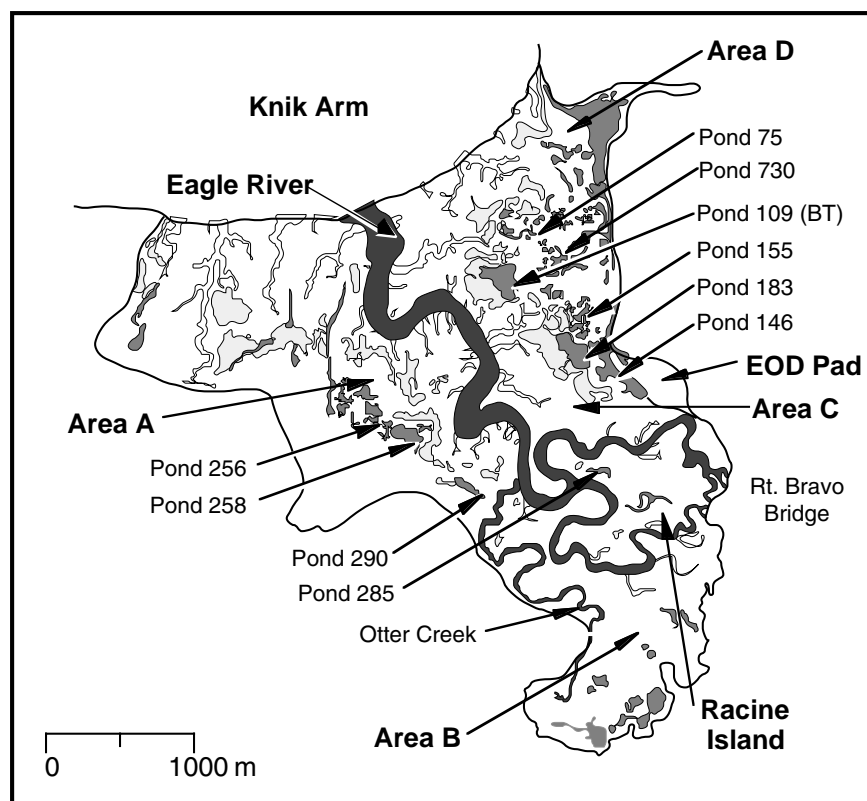 Area D
Knik Arm
Pond 75
Pond 730
Eagle River
Pond 109 (BT)
Pond 155
Pond 183
Pond 146
EOD Pad
Area C
Area A
Pond 256
Pond 258
Rt. Bravo
Bridge
Pond 290
Pond 285
Otter Creek
Racine
Island
Area B
0 1000 m